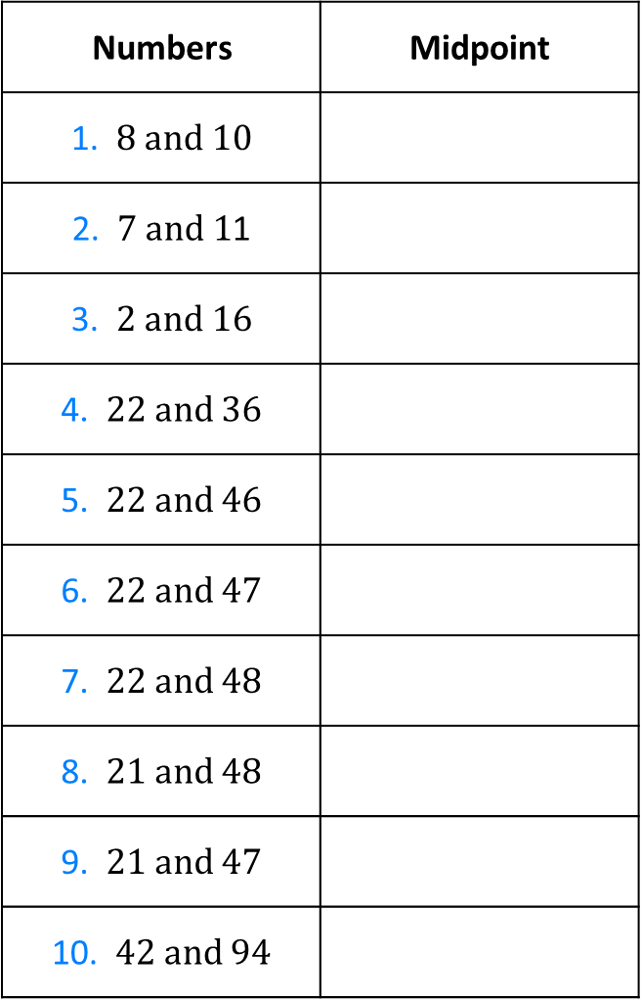 Numbers Midpoint
1. 8 and 10
2. 7 and 11
3. 2 and 16
4. 22 and 36
5. 22 and 46
6. 22 and 47
7. 22 and 48
8. 21 and 48
9. 21 and 47
10. 42 and 94